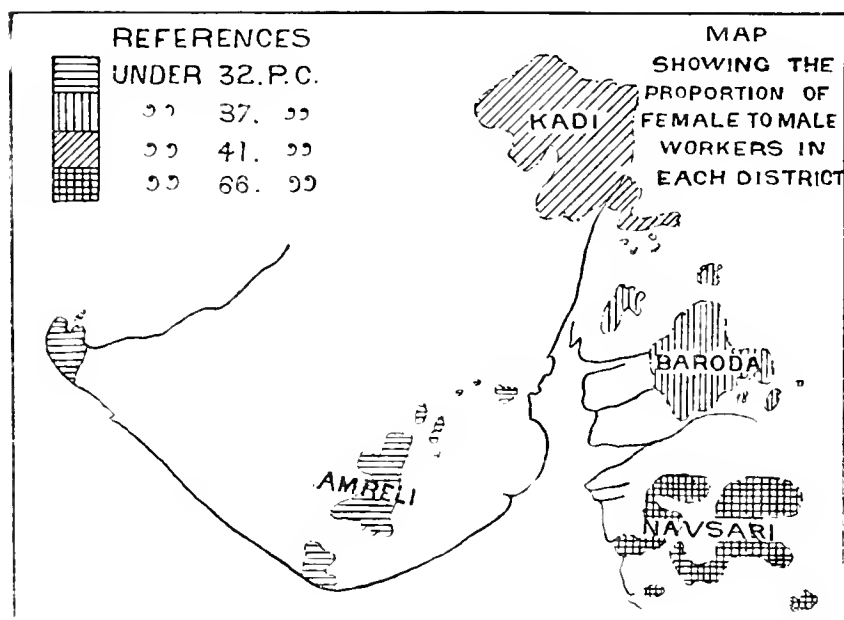 REFERENCES
UNDER 32. P.C.
,, ,, 37. ,,
,, ,, 41. ,,
,, ,, 66. ,,
MAP
SHOWING THE
PROPORTION OF
FEMALE TO MALE
WORKERS IN
EACH DISTRICT
KADI
BARODA
AMRELI
NAVSARI